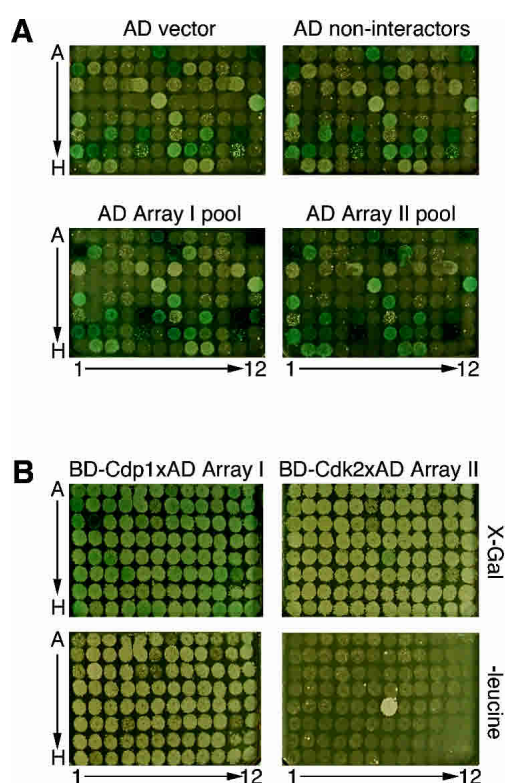 A
AD vector
AD non-interactors
A
H
AD Array I pool
AD Array II pool
A
H
1
12
1
12
B
BD-Cdp1xAD Array I
BD-Cdk2xAD Array II
A
H
X-Gal
A
H
-leucine
1
12
1
12